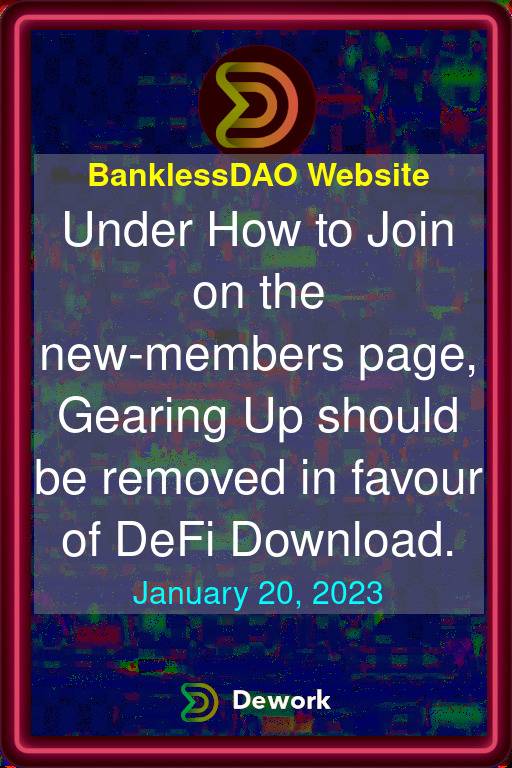 BanklessDAO Website
Under How to Join
on the
new-members page,
Gearing Up should
be removed in favour
of DeFi Download.
January 20, 2023
Dework